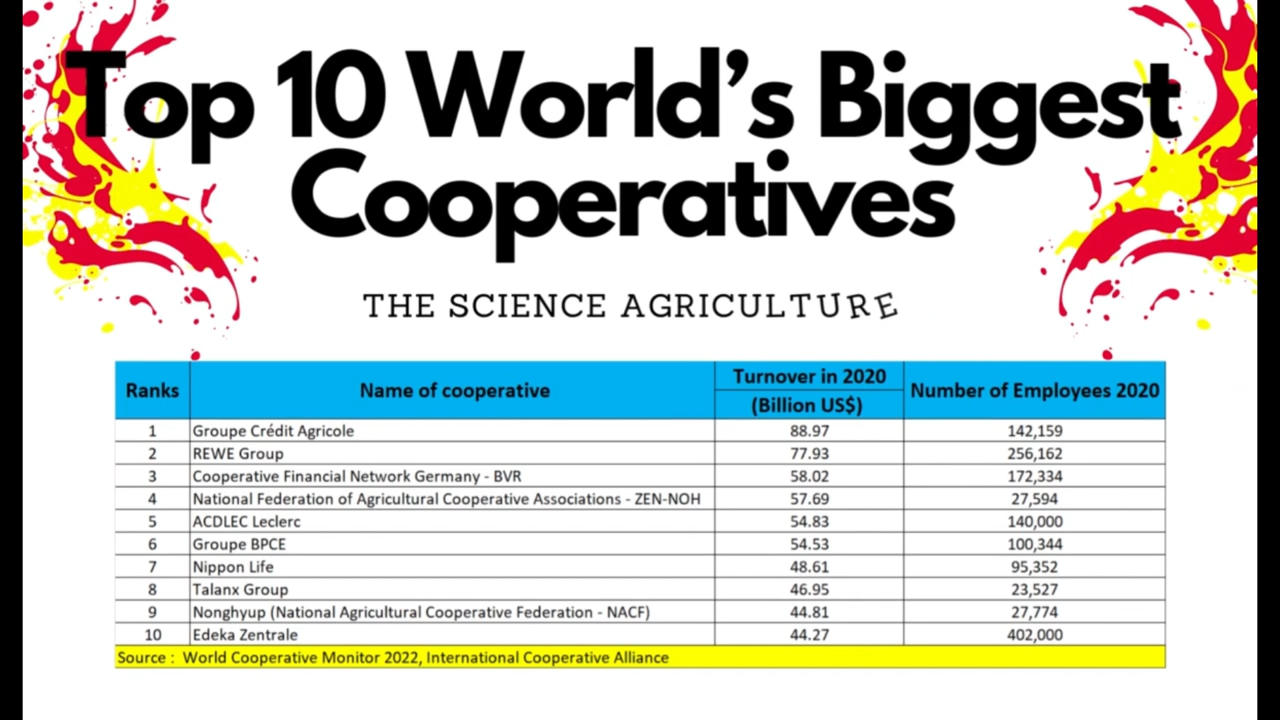 Top 10 World's Biggest
Cooperatives
THE SCIENCE AGRICULTURE
Ranks Name of cooperative Turnover in 2020 (Billion US$) Number of Employees 2020
1 Groupe Crédit Agricole 88.97 142,159
2 REWE Group 77.93 256,162
3 Cooperative Financial Network Germany - BVR 58.02 172,334
4 National Federation of Agricultural Cooperative Associations - ZEN-NOH 57.69 27,594
5 ACDLEC Leclerc 54.83 140,000
6 Groupe BPCE 54.53 100,344
7 Nippon Life 48.61 95,352
8 Talanx Group 46.95 23,527
9 Nonghyup (National Agricultural Cooperative Federation - NACF) 44.81 27,774
10 Edeka Zentrale 44.27 402,000
Source : World Cooperative Monitor 2022, International Cooperative Alliance